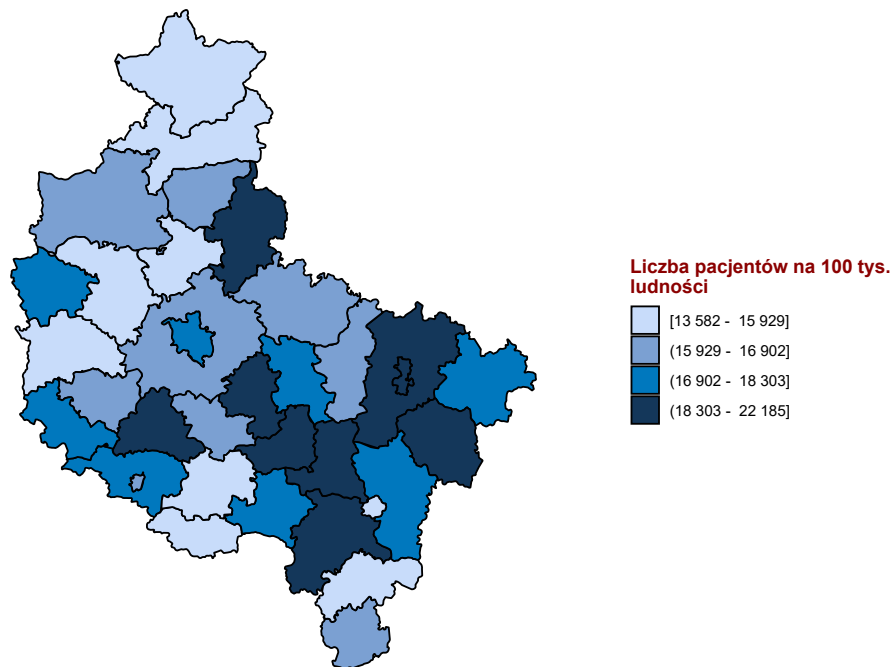 Liczba pacjentów na 100 tys.
ludności
[13 582 - 15 929]
(15 929 - 16 902]
(16 902 - 18 303]
(18 303 - 22 185]